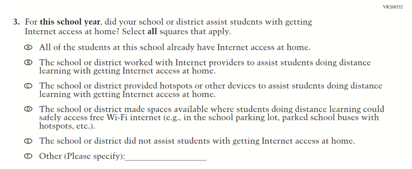 VR268552
3. For this school year, did your school or district assist students with getting
Internet access at home? Select all squares that apply.
A All of the students at this school already have Internet access at home.
B The school or district worked with Internet providers to assist students doing distance
learning with getting Internet access at home.
C The school or district provided hotspots or other devices to assist students doing distance
learning with getting Internet access at home.
D The school or district made spaces available where students doing distance learning could
safely access free Wi-Fi internet (e.g., in the school parking lot, parked school buses with
hotspots, etc.).
E The school or district did not assist students with getting Internet access at home.
F Other (Please specify):____________________